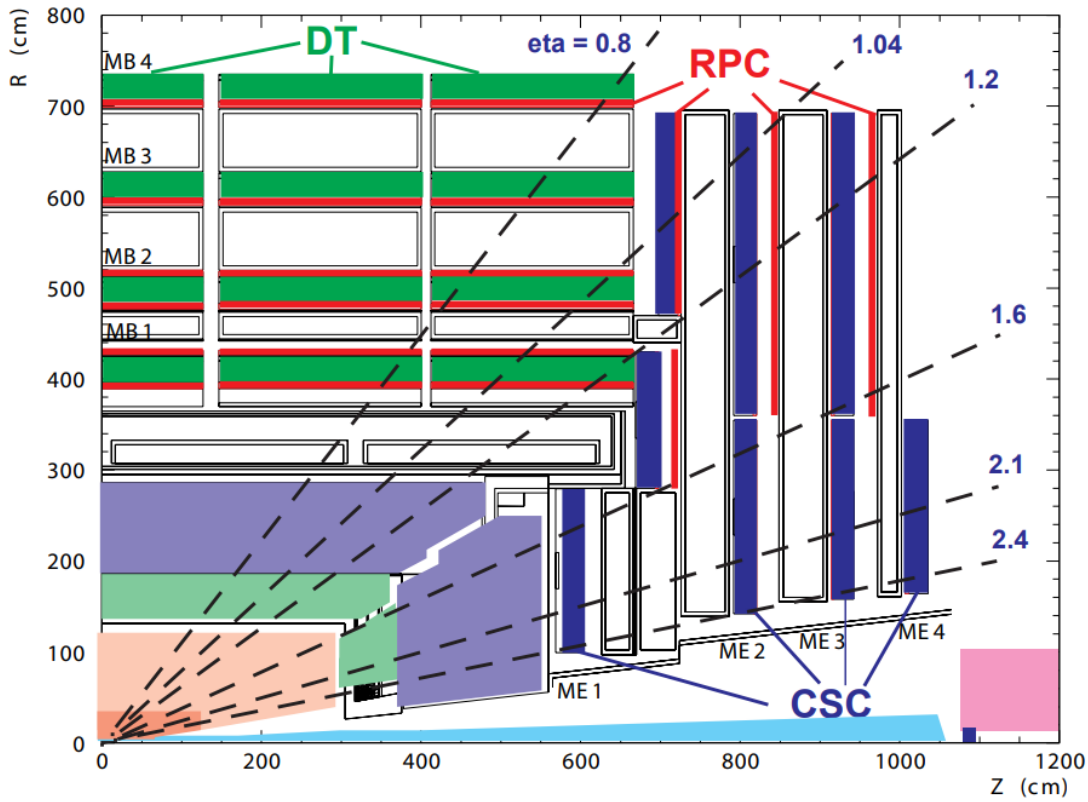 R (cm)
800
700
600
500
400
300
200
100
0
MB 4
MB 3
MB 2
MB 1
DT
eta = 0.8
1.04
RPC
1.2
1.6
2.1
2.4
ME 1
ME 2
ME 3
ME 4
CSC
0
200
400
600
800
1000
1200
Z (cm)